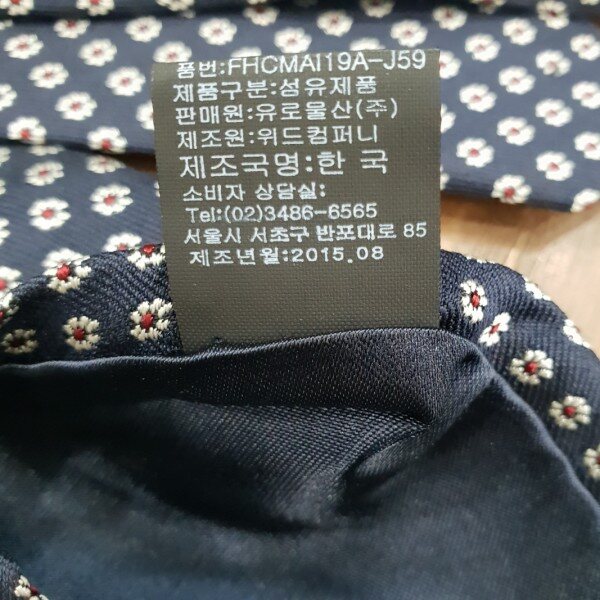 품번:FHCMAI19A-J59
제품구분:섬유제품
판매원:유로물산(주)
제조원:위드컴퍼니
제조국명:한 국
소비자 상담실:
Tel:(02)3486-6565
서울시 서초구 반포대로 85
제조년월:2015.08